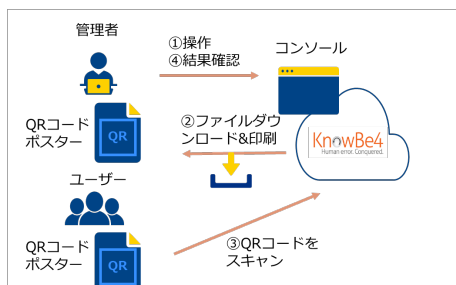 管理者
①操作
④結果確認
コンソール
QRコード
ポスター
QR
②ファイルダウ
ンロード&印刷
KnowBe4
Human error. Conquered.
ユーザー
QRコード
ポスター
QR
③QRコードを
スキャン